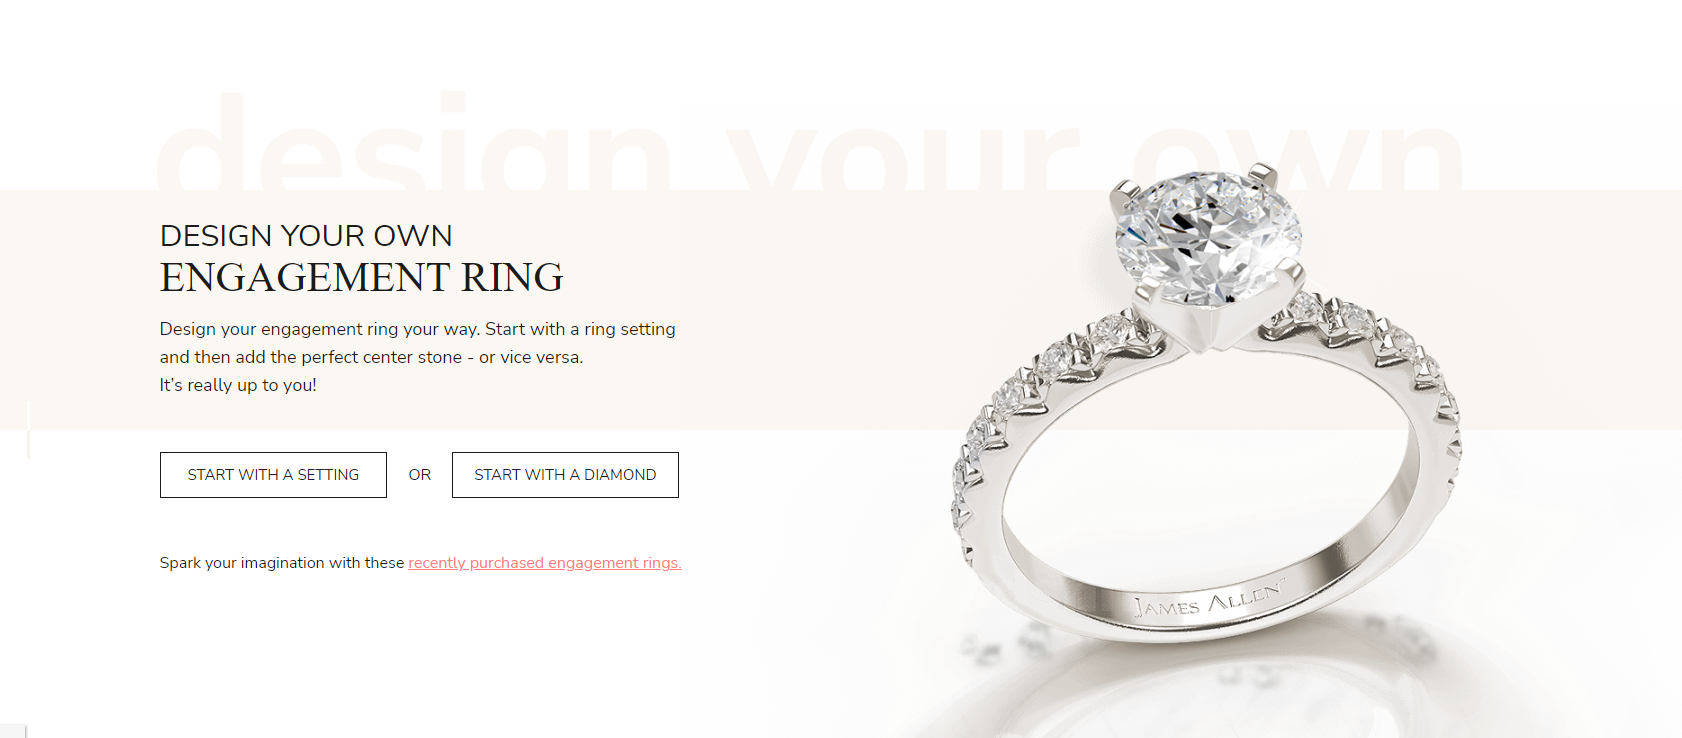 design your own
DESIGN YOUR OWN
ENGAGEMENT RING
Design your engagement ring your way. Start with a ring setting
and then add the perfect center stone - or vice versa.
It's really up to you!
START WITH A SETTING OR START WITH A DIAMOND
Spark your imagination with these recently purchased engagement rings.
JAMES ALLEN